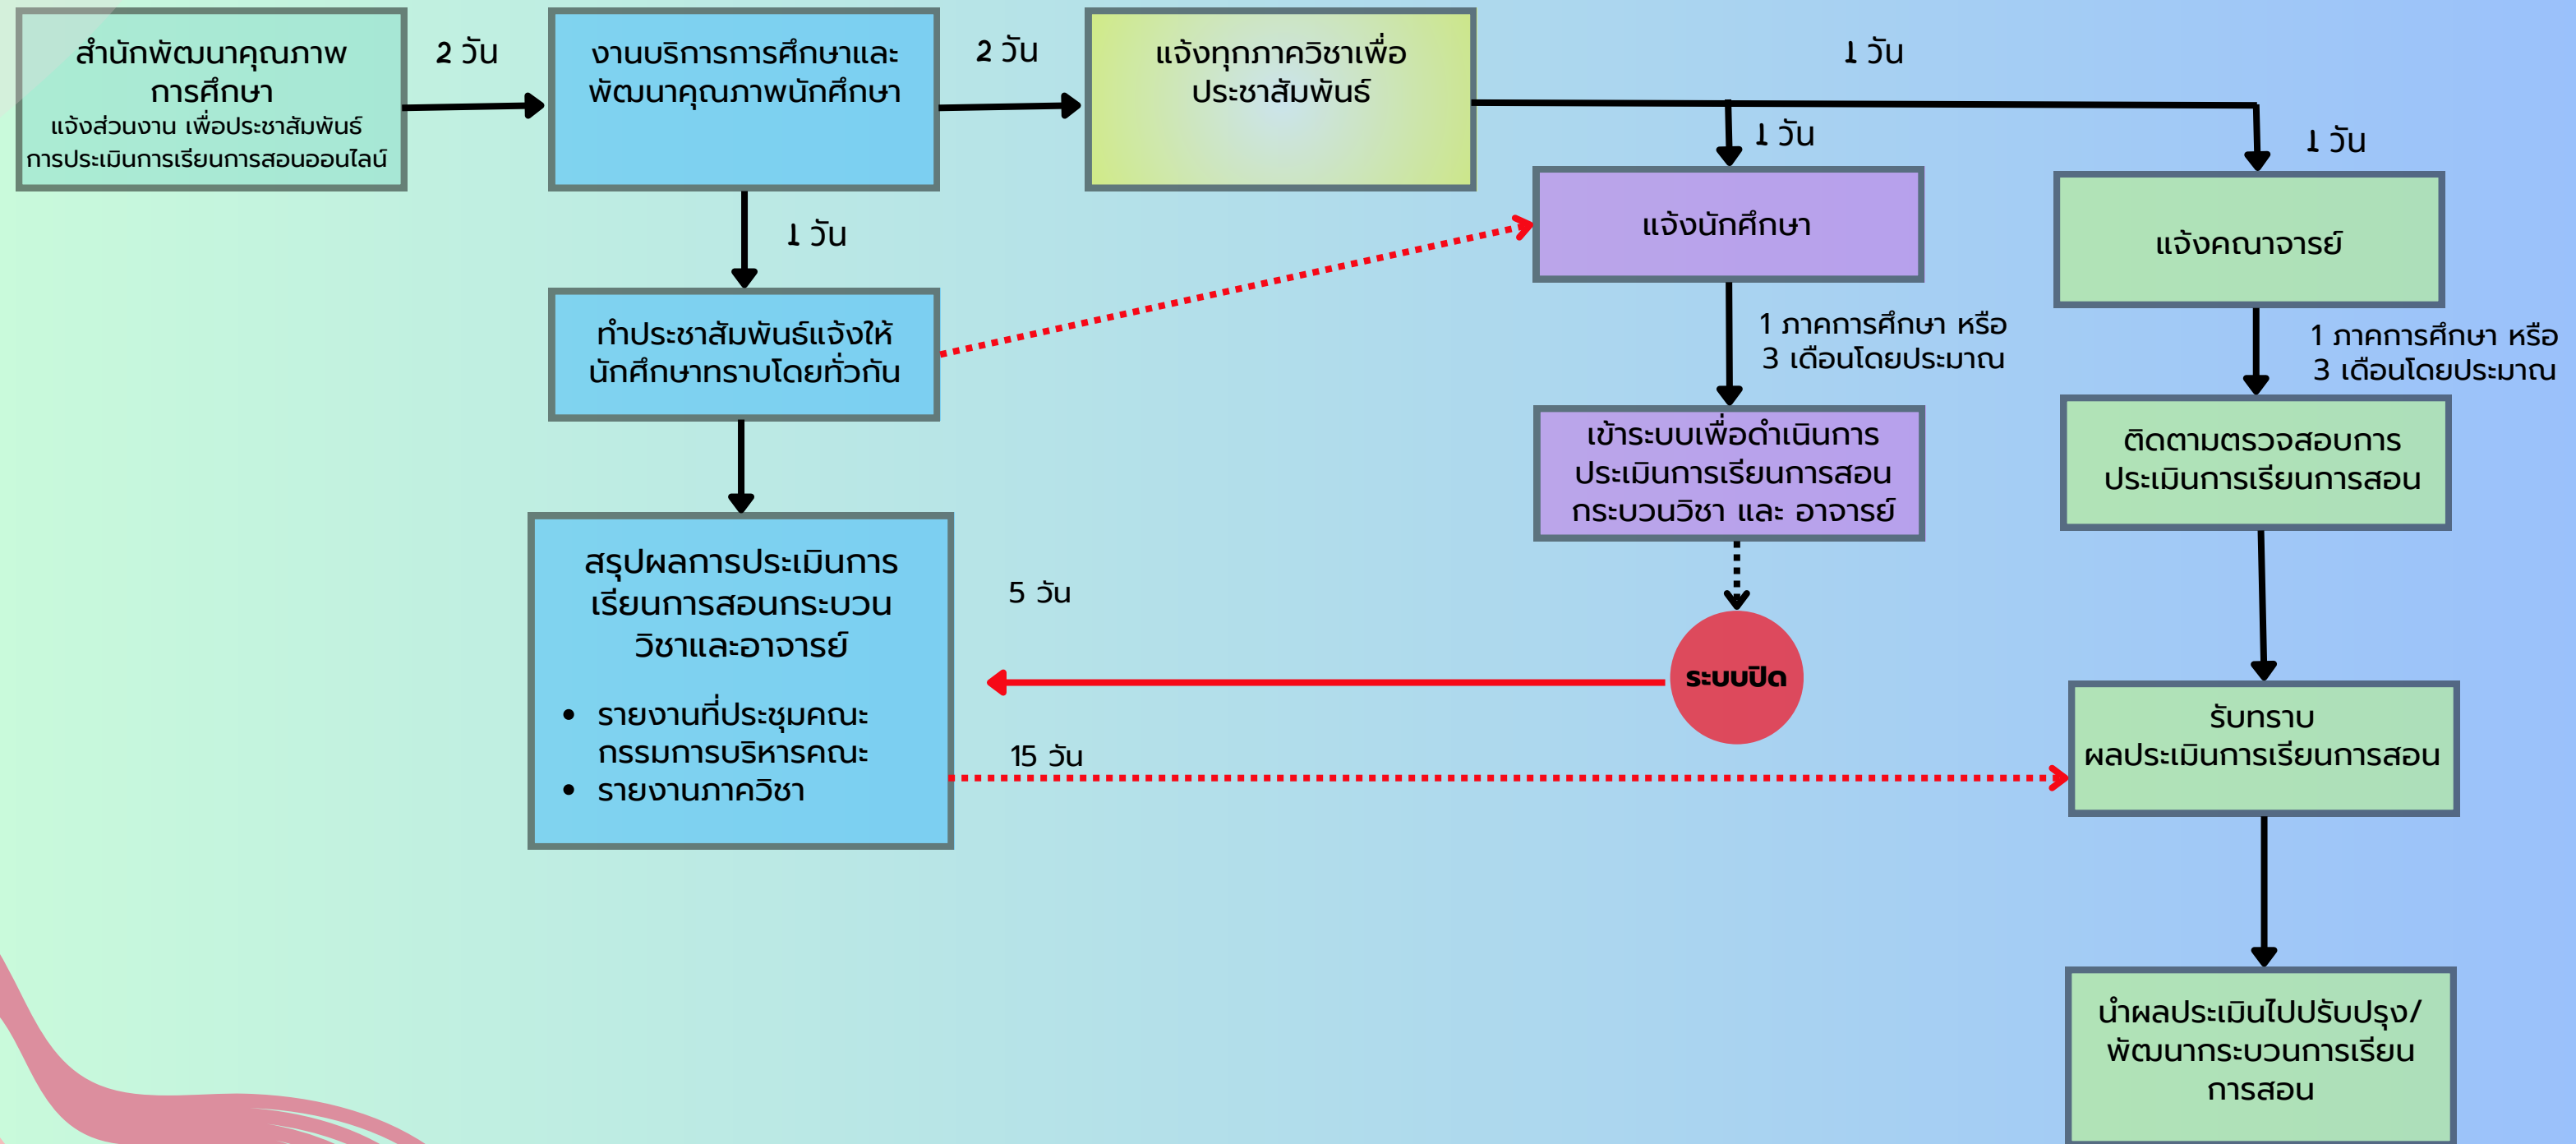 สำนักพัฒนาคุณภาพ
การศึกษา
แจ้งส่วนงาน เพื่อประชาสัมพันธ์
การประเมินการเรียนการสอนออนไลน์
2 วัน
งานบริการการศึกษาและ
พัฒนาคุณภาพนักศึกษา
2 วัน
แจ้งทุกภาควิชาเพื่อ
ประชาสัมพันธ์
1 วัน
1 วัน
1 วัน
1 วัน
แจ้งนักศึกษา
แจ้งคณาจารย์
ทำประชาสัมพันธ์แจ้งให้
นักศึกษาทราบโดยทั่วกัน
1 ภาคการศึกษา หรือ
3 เดือนโดยประมาณ
1 ภาคการศึกษา หรือ
3 เดือนโดยประมาณ
เข้าระบบเพื่อดำเนินการ
ประเมินการเรียนการสอน
กระบวนวิชา และ อาจารย์
ติดตามตรวจสอบการ
ประเมินการเรียนการสอน
สรุปผลการประเมินการ
เรียนการสอนกระบวน
วิชาและอาจารย์
• รายงานที่ประชุมคณะ
กรรมการบริหารคณะ
• รายงานภาควิชา
5 วัน
ระบบปิด
15 วัน
รับทราบ
ผลประเมินการเรียนการสอน
นำผลประเมินไปปรับปรุง/
พัฒนากระบวนการเรียน
การสอน